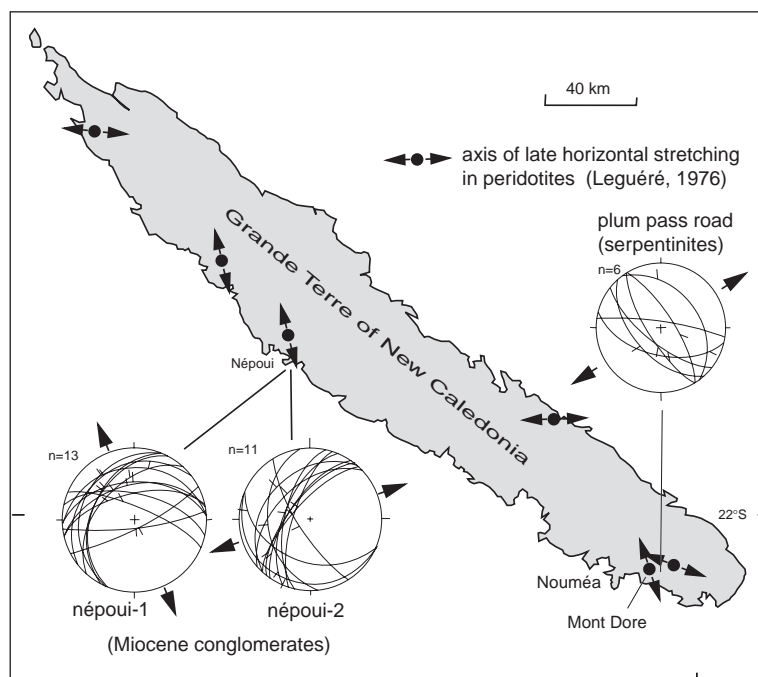 40 km
axis of late horizontal stretching
in peridotites (Leguéré, 1976)
plum pass road
(serpentinites)
n=6
Grande Terre of New Caledonia
Népoui
n=13
n=11
22°S
Nouméa
Mont Dore
népoui-1
népoui-2
(Miocene conglomerates)